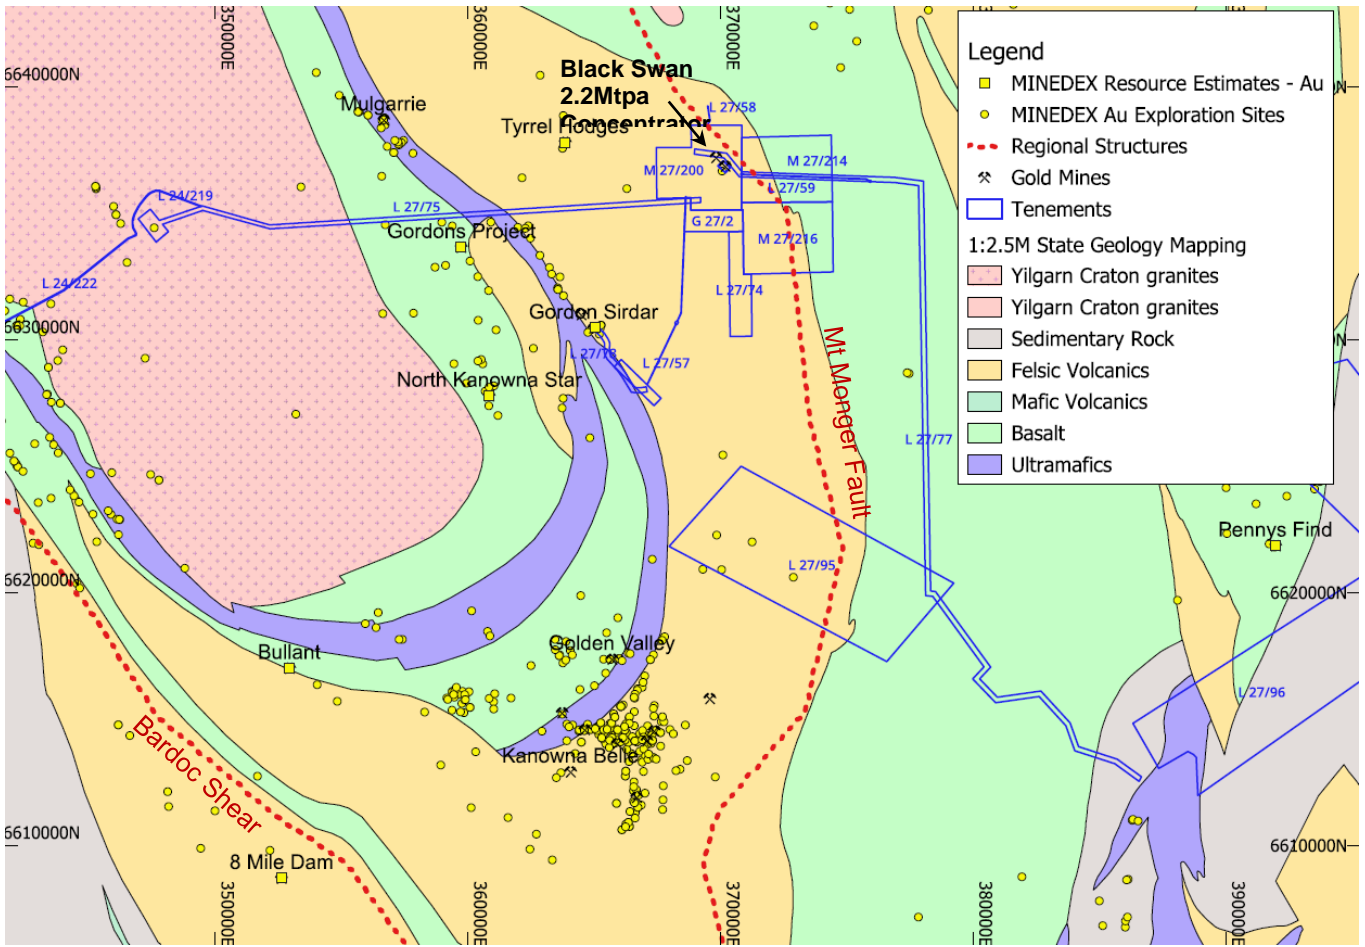 350000E
360000E
370000E
6640000N
Black Swan
2.2Mtpa
Concentrator
Mulgarrie
Tyrrel Hodges
L 27/58
M 27/214
M 27/200
L 27/59
L 24/219
L 27/75
Gordons Project
G 27/2
M 27/216
L 24/222
L 27/74
6630000N
Gordon Sirdar
L 27/78
L 27/57
North Kanowna Star
Mt Monger Fault
L 27/77
Legend
MINEDEX Resource Estimates - Au
MINEDEX Au Exploration Sites
Regional Structures
Gold Mines
Tenements
1:2.5M State Geology Mapping
Yilgarn Craton granites
Yilgarn Craton granites
Sedimentary Rock
Felsic Volcanics
Mafic Volcanics
Basalt
Ultramafics
N
N
Pennys Find
L 27/95
6620000N
6620000N
Bullant
Golden Valley
L 27/96
Bardoc Shear
Kanowna Belle
6610000N
6610000N
8 Mile Dam
350000E
360000E
370000E
380000E
390000E